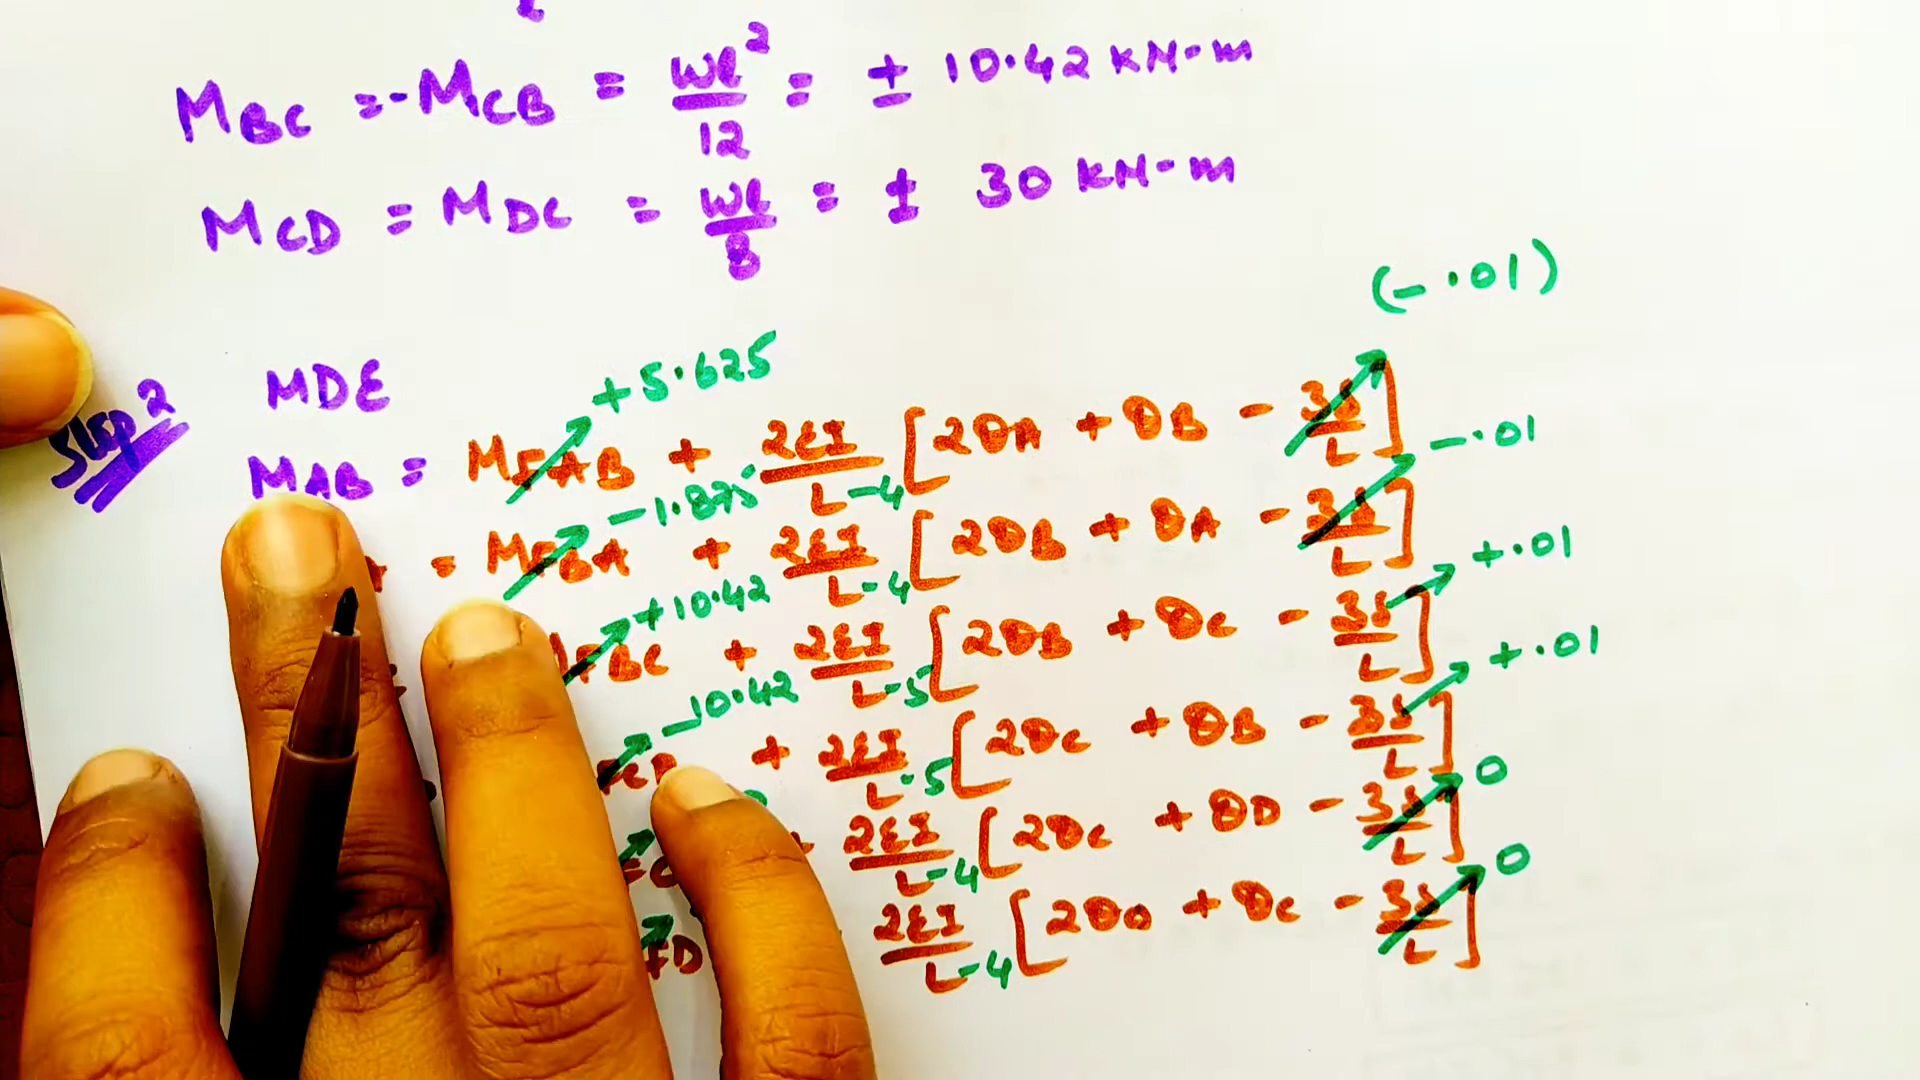 MBC = -MCB = wl²/12 = ± 10.42 KN-m
MCD = MDC = wl/8 = ± 30 KN-m
(-.01)
Step 2
MDE
+5.625
MAB = MFAB + 2EI/L-4 [2θA + θB - 3δ/L]
-1.875 -.01
= MFBA + 2EI/L-4 [2θB + θA - 3δ/L]
+10.42 +.01
FBC + 2EI/L-5 [2θB + θC - 3δ/L]
-10.42 +.01
+ 2EI/L-5 [2θC + θB - 3δ/L]
0
2EI/L-4 [2θC + θD - 3δ/L]
0
FD 2EI/L-4 [2θD + θC - 3δ/L]